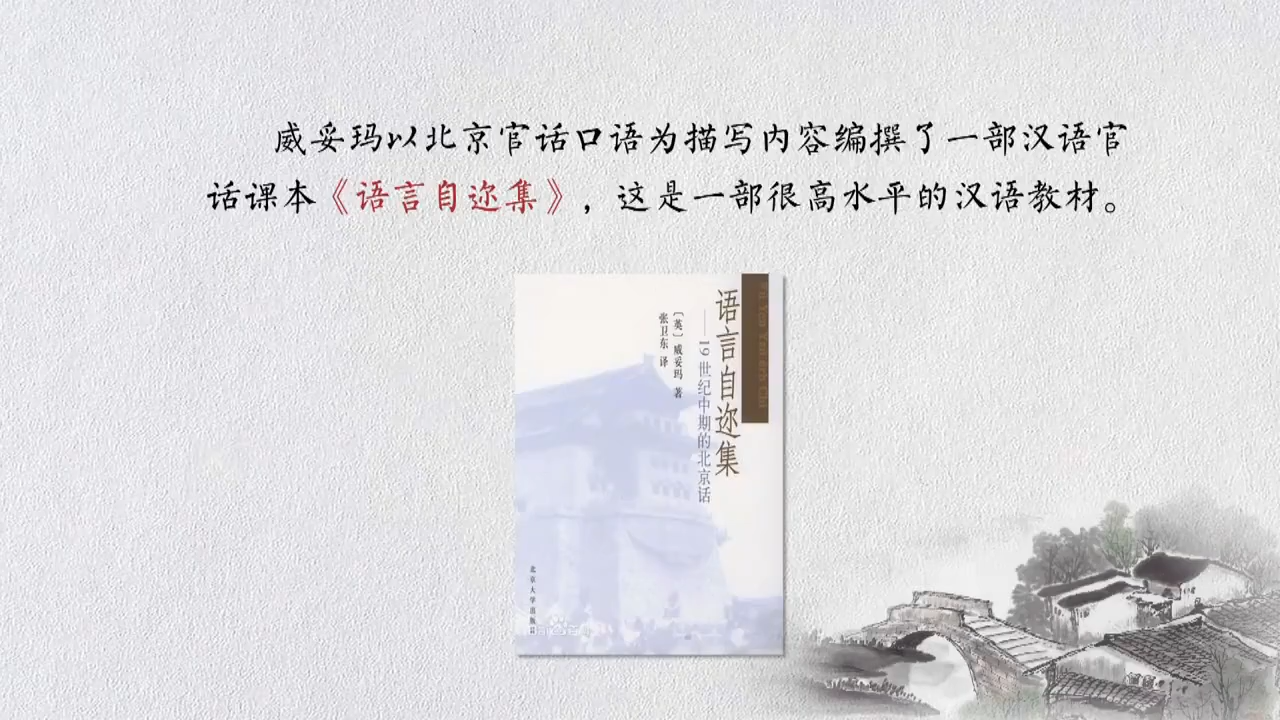 威妥玛以北京官话口语为描写内容编撰了一部汉语官
话课本《语言自迩集》，这是一部很高水平的汉语教材。
语言自迩集
——19世纪中期的北京话
〔英〕威妥玛 著
张卫东 译
北京大学出版社